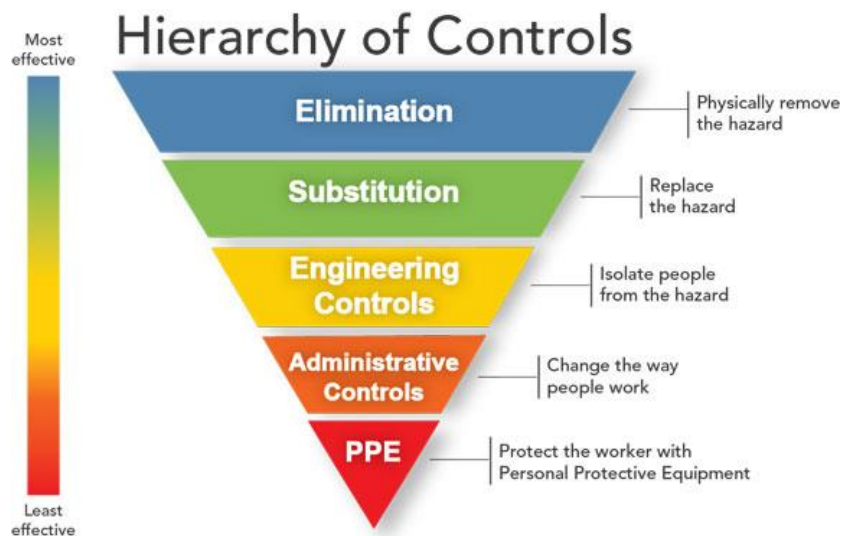 Hierarchy of Controls
Most
effective
Elimination
Physically remove
the hazard
Substitution
Replace
the hazard
Engineering
Controls
Isolate people
from the hazard
Administrative
Controls
Change the way
people work
PPE
Protect the worker with
Personal Protective Equipment
Least
effective